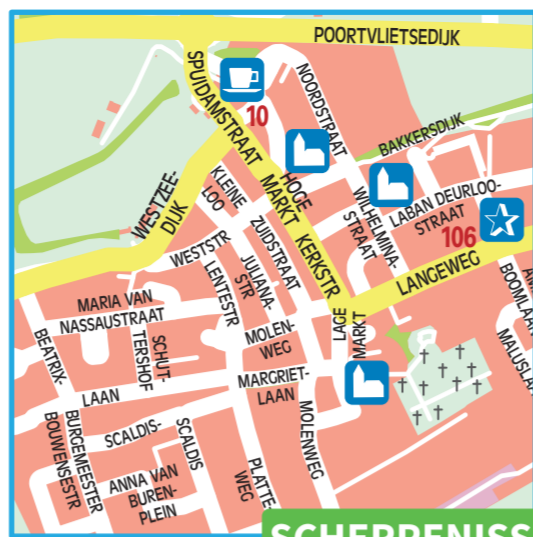 POORTVLIETSEDIJK
SPUIDAMSTRAAT
NOORDSTRAAT
10
BAKKERSDIJK
HOGE
MARKT
WESTZEE-
DIJK
KLEINE
LOO
KERKSTR
WILHELMINA-
STRAAT
LABAN DEURLOO-
STRAAT
106
WESTSTR
ZUIDSTRAAT
JULIANA-
STR
LENTESTR
LANGEWEG
MARIA VAN
NASSAUSTRAAT
BEATRIX-
LAAN
SCHUT-
TERSHOF
MOLEN-
WEG
LAGE
MARKT
BOOMLAAN
MARGRIET-
LAAN
SCALDIS-
SCALDIS
BURGEMEESTER
BOUWENSESTR
ANNA VAN
BUREN-
PLEIN
PLATTE-
WEG
MOLENWEG